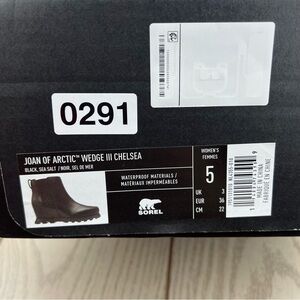 0291
JOAN OF ARCTIC™ WEDGE III CHELSEA
BLACK, SEA SALT / NOIR, SEL DE MER
WATERPROOF MATERIALS /
MATÉRIAUX IMPERMÉABLES
SOREL
WOMEN'S
FEMMES
5
UK 3
EUR 36
CM 22
MADE IN CHINA
FABRIQUÉ EN CHINE